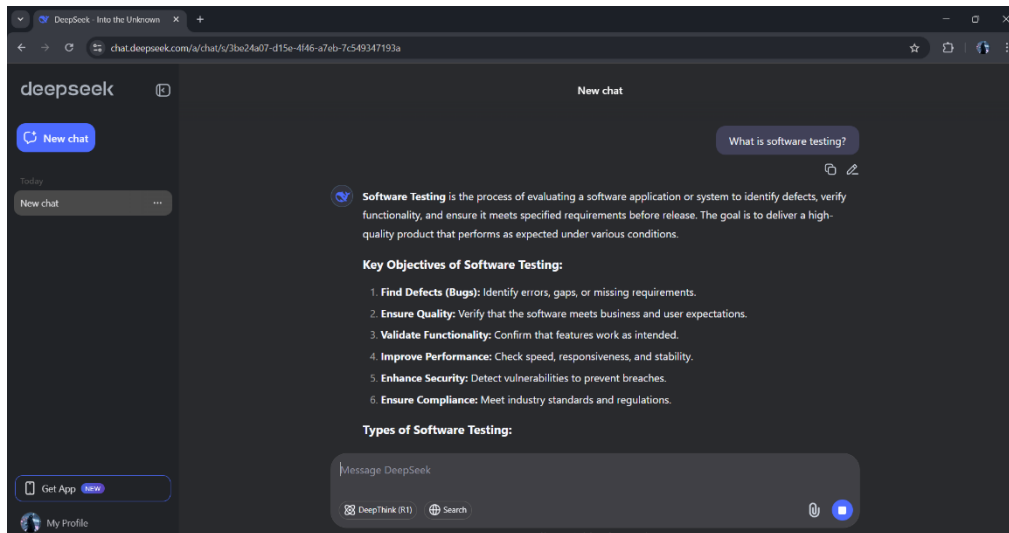 DeepSeek - Into the Unknown
chat.deepseek.com/a/chat/s/3be24a07-d15e-4f46-a7eb-7c549347193a
deepseek
New chat
New chat
What is software testing?
Today
New chat
Software Testing is the process of evaluating a software application or system to identify defects, verify
functionality, and ensure it meets specified requirements before release. The goal is to deliver a high-
quality product that performs as expected under various conditions.
Key Objectives of Software Testing:
1. Find Defects (Bugs): Identify errors, gaps, or missing requirements.
2. Ensure Quality: Verify that the software meets business and user expectations.
3. Validate Functionality: Confirm that features work as intended.
4. Improve Performance: Check speed, responsiveness, and stability.
5. Enhance Security: Detect vulnerabilities to prevent breaches.
6. Ensure Compliance: Meet industry standards and regulations.
Types of Software Testing:
Message DeepSeek
DeepThink (R1)
Search
Get App NEW
My Profile